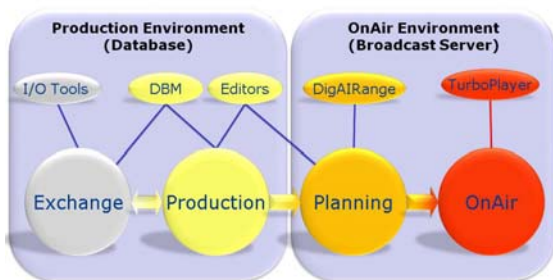 Production Environment
(Database)
OnAir Environment
(Broadcast Server)
I/O Tools
DBM
Editors
DigAIRange
TurboPlayer
Exchange
Production
Planning
OnAir